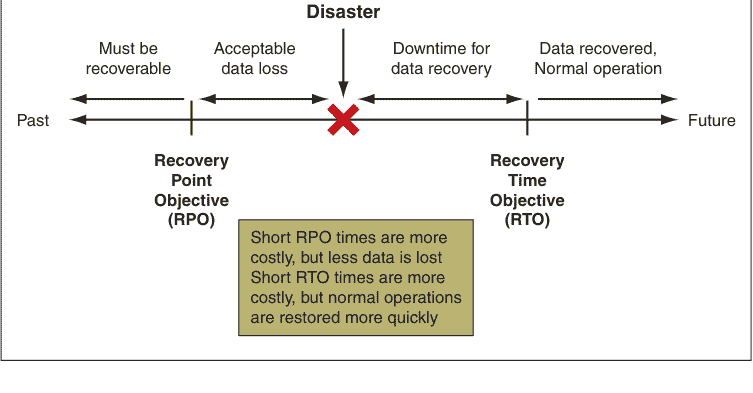 Disaster
Must be
recoverable
Acceptable
data loss
Downtime for
data recovery
Data recovered,
Normal operation
Past
Future
Recovery
Point
Objective
(RPO)
Recovery
Time
Objective
(RTO)
Short RPO times are more
costly, but less data is lost
Short RTO times are more
costly, but normal operations
are restored more quickly